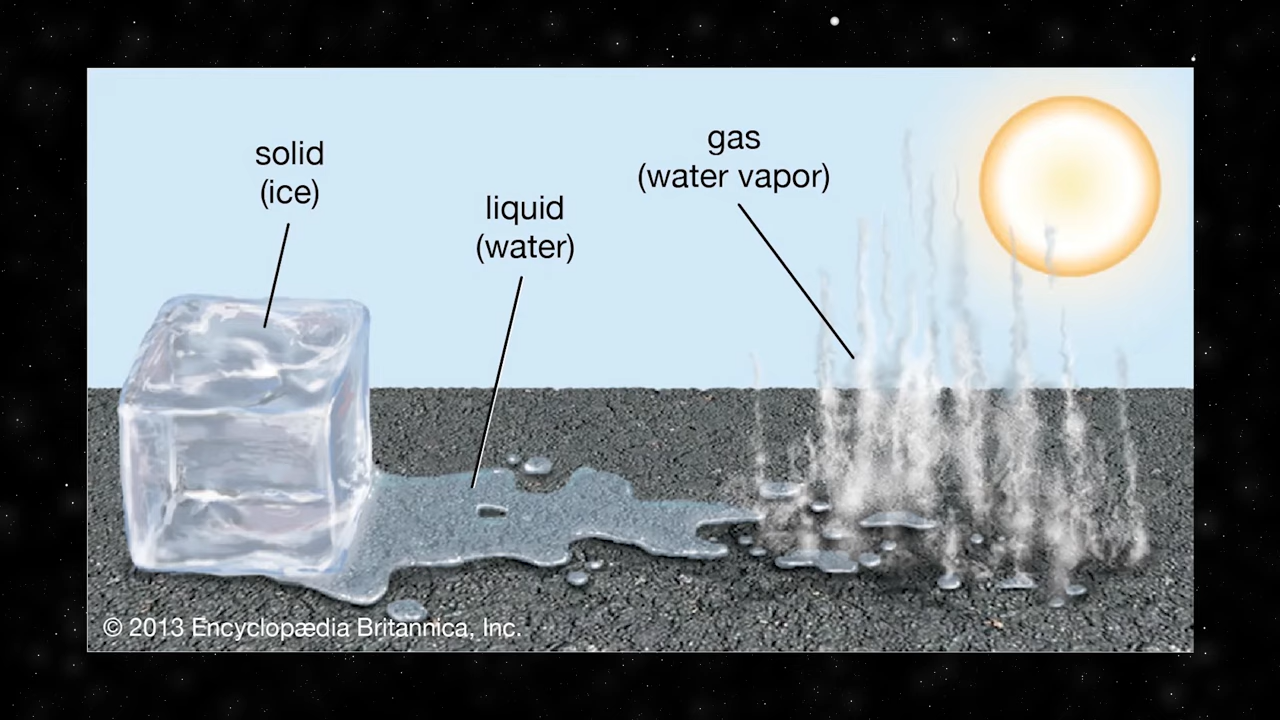 solid
(ice)
liquid
(water)
gas
(water vapor)
© 2013 Encyclopædia Britannica, Inc.